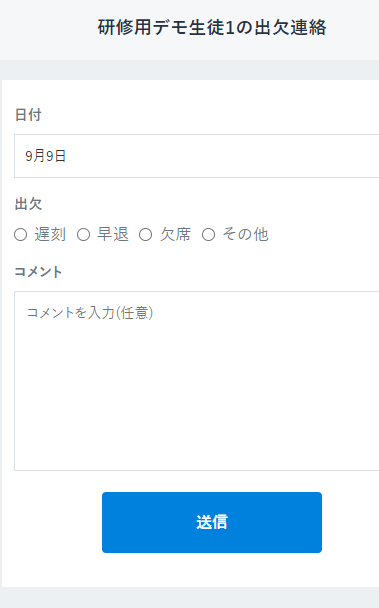 研修用デモ生徒1の出欠連絡
日付
9月9日
出欠
遅刻 早退 欠席 その他
コメント
コメントを入力(任意)
送信